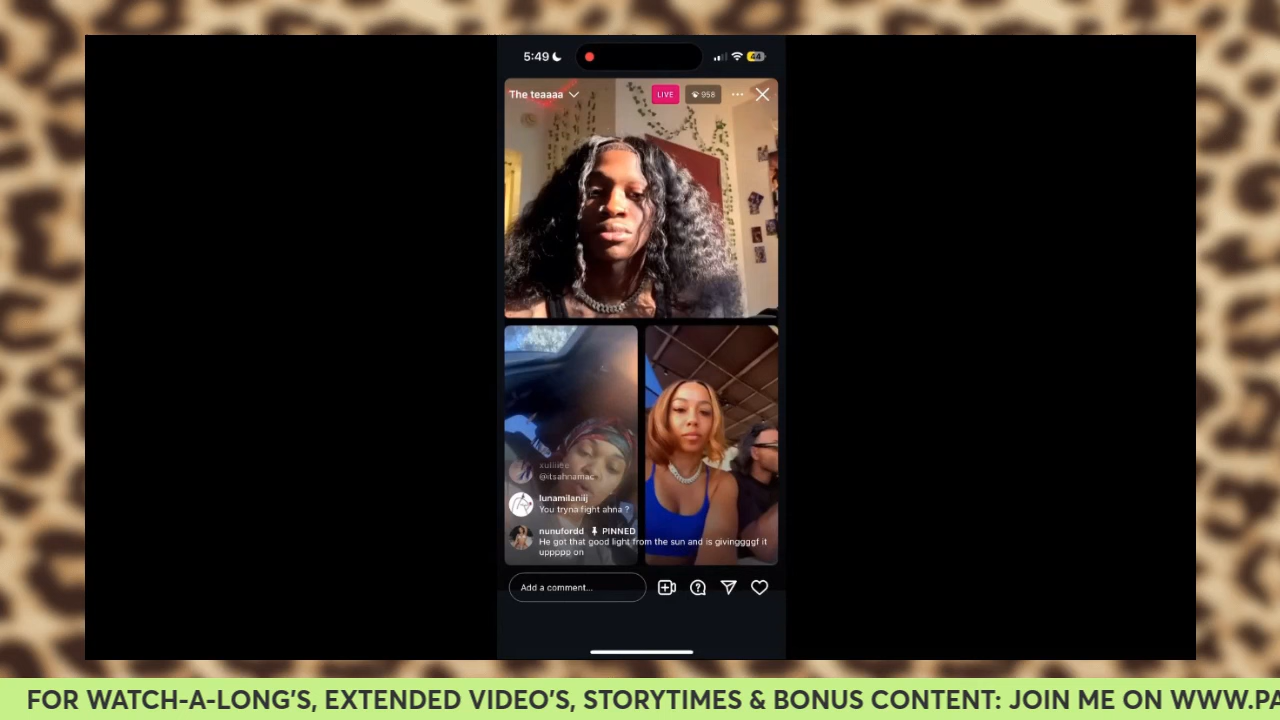 5:49
44
The teaaaa
LIVE
958
xuiiiiee
@itsahnamac
lunamilaniij
You tryna fight ahna ?
nunufordd PINNED
He got that good light from the sun and is givinggggf it
uppppp on
Add a comment...
FOR WATCH-A-LONG'S, EXTENDED VIDEO'S, STORYTIMES & BONUS CONTENT: JOIN ME ON WWW.PA